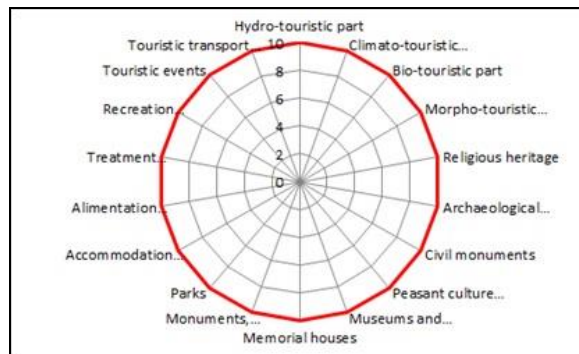 Hydro-touristic part
Touristic transport...
Climato-touristic...
Touristic events
Bio-touristic part
Recreation...
Morpho-touristic...
Treatment...
Religious heritage
Alimentation...
Archaeological...
Accommodation...
Civil monuments
Parks
Peasant culture...
Monuments,...
Museums and...
Memorial houses
10
8
6
4
2
0